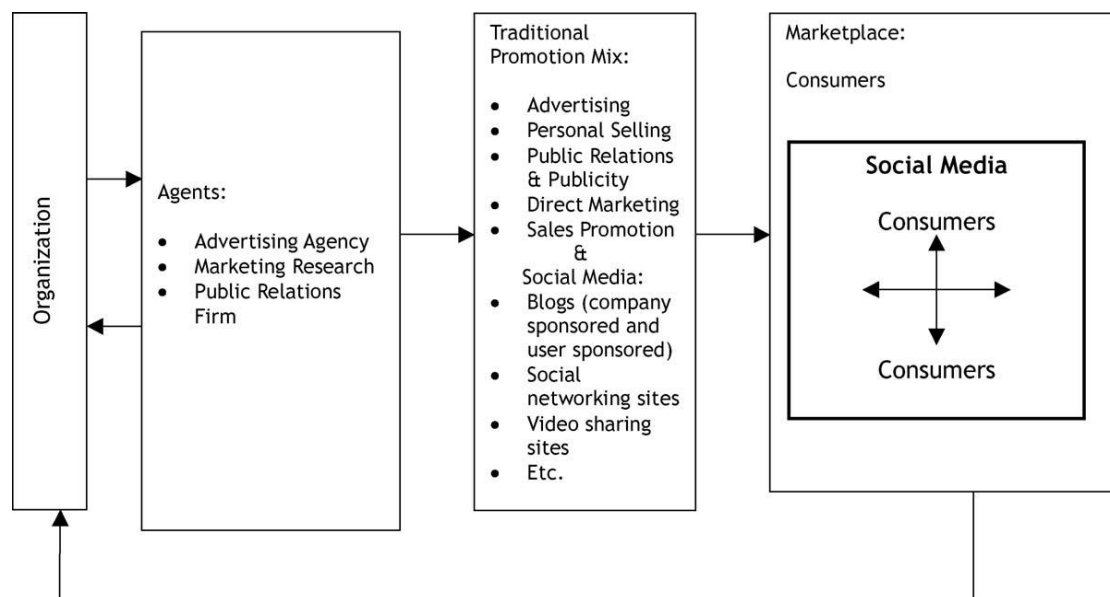 Organization
Agents:
● Advertising Agency
● Marketing Research
● Public Relations
Firm
Traditional
Promotion Mix:
● Advertising
● Personal Selling
● Public Relations
& Publicity
● Direct Marketing
● Sales Promotion
&
Social Media:
● Blogs (company
sponsored and
user sponsored)
● Social
networking sites
● Video sharing
sites
● Etc.
Marketplace:
Consumers
Social Media
Consumers
Consumers